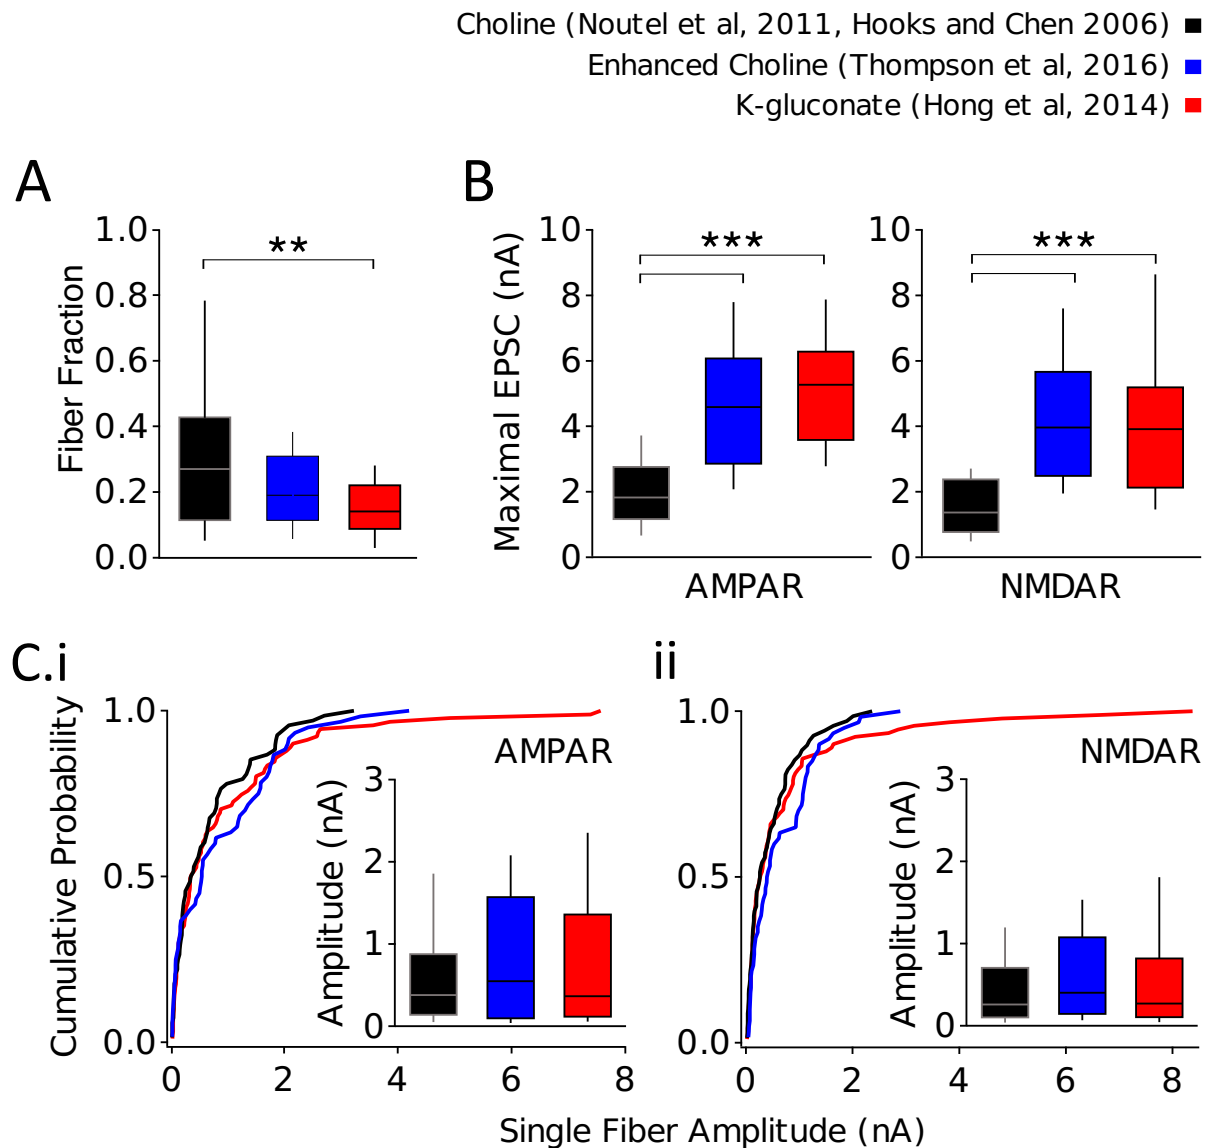 Choline (Noutel et al, 2011, Hooks and Chen 2006)
Enhanced Choline (Thompson et al, 2016)
K-gluconate (Hong et al, 2014)
A
Fiber Fraction
1.0
0.8
0.6
0.4
0.2
0.0
**
B
Maximal EPSC (nA)
10
8
6
4
2
0
***
AMPAR
10
8
6
4
2
0
***
NMDAR
C.i
Cumulative Probability
1.0
0.5
0.0
AMPAR
Amplitude (nA)
3
2
1
0
0 2 4 6 8
ii
1.0
0.5
0.0
NMDAR
Amplitude (nA)
3
2
1
0
0 2 4 6 8
Single Fiber Amplitude (nA)